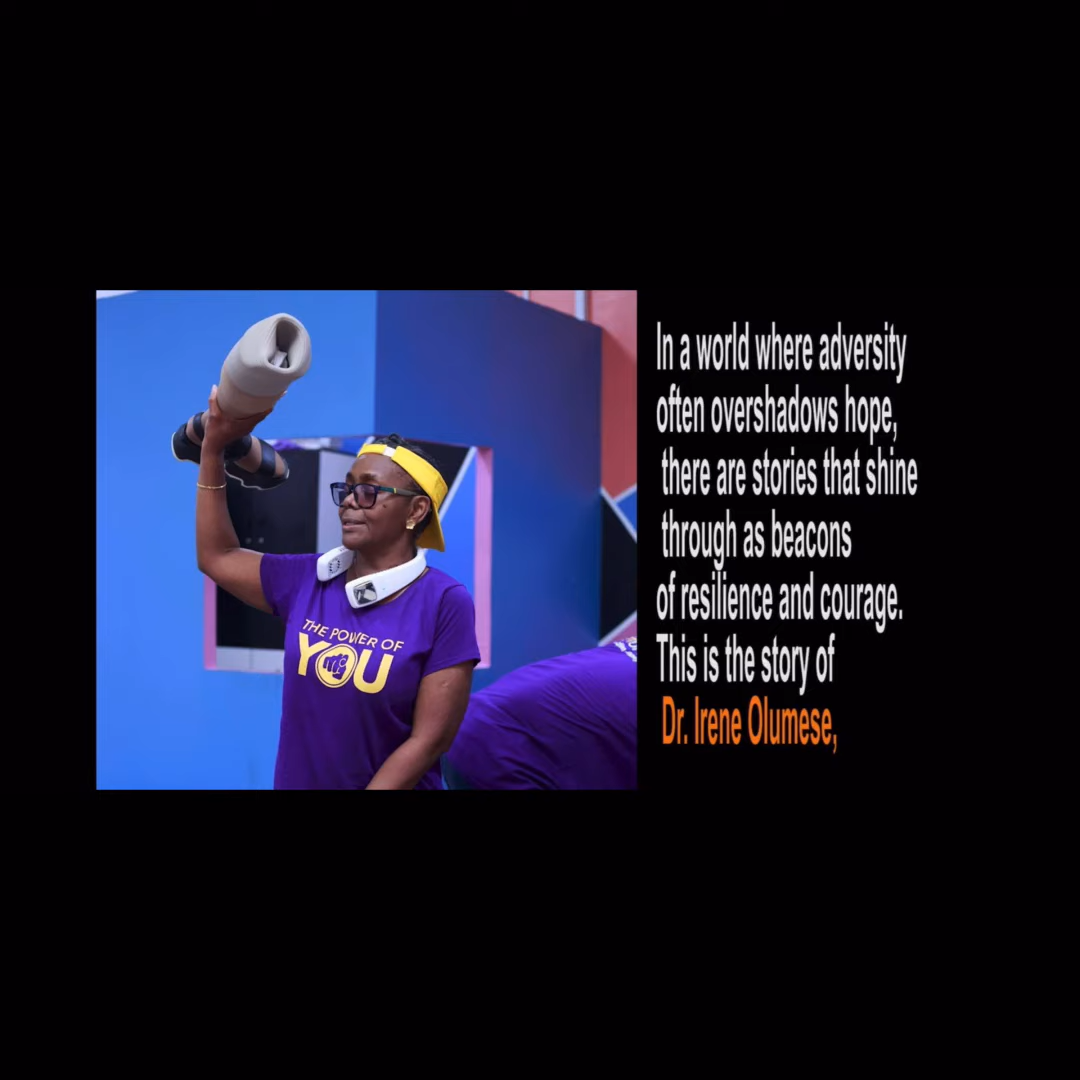 THE POWER OF
YOU
In a world where adversity
often overshadows hope,
there are stories that shine
through as beacons
of resilience and courage.
This is the story of
Dr. Irene Olumese,